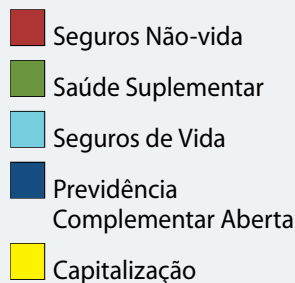 Seguros Não-vida
Saúde Suplementar
Seguros de Vida
Previdência
Complementar Aberta
Capitalização